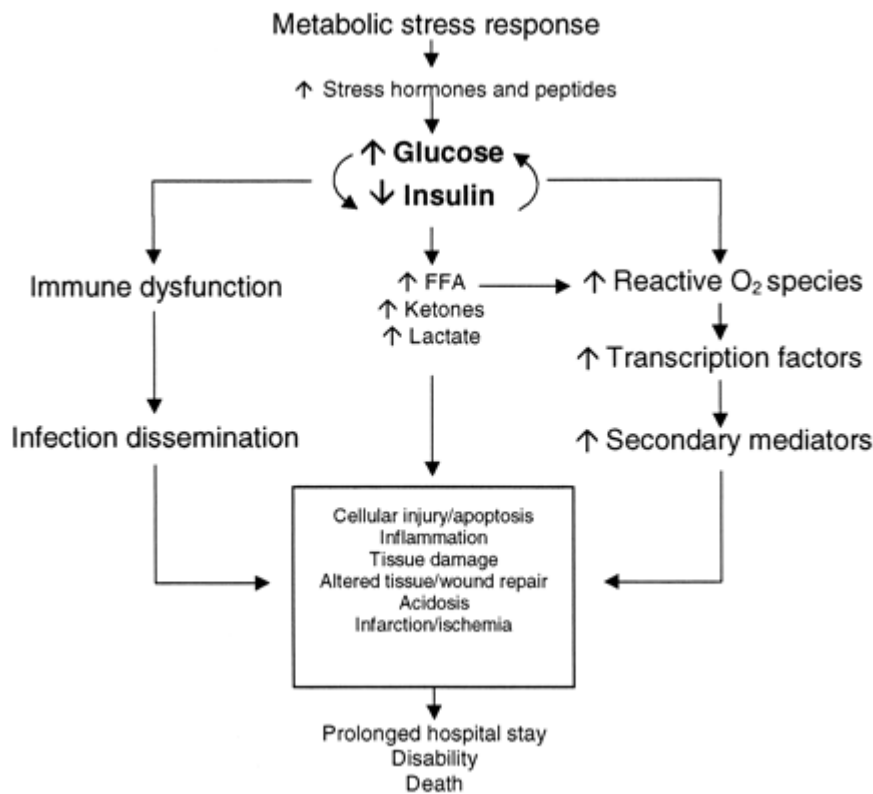 Metabolic stress response
↑ Stress hormones and peptides
↑ Glucose
↓ Insulin
Immune dysfunction
Infection dissemination
↑ FFA
↑ Ketones
↑ Lactate
↑ Reactive O₂ species
↑ Transcription factors
↑ Secondary mediators
Cellular injury/apoptosis
Inflammation
Tissue damage
Altered tissue/wound repair
Acidosis
Infarction/ischemia
Prolonged hospital stay
Disability
Death